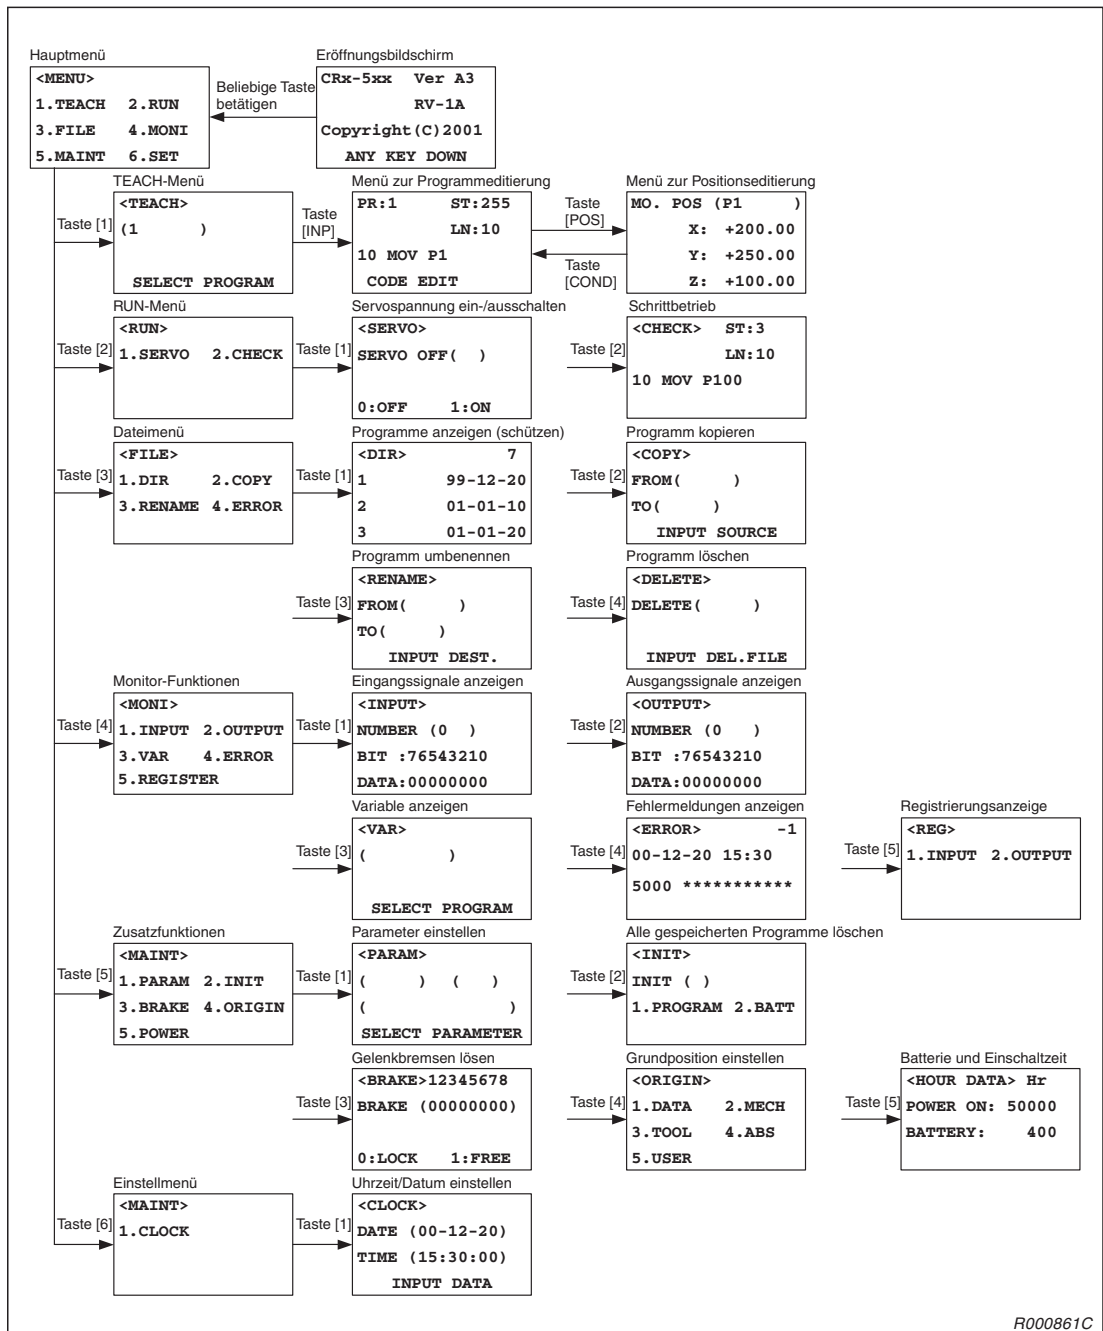 Hauptmenü
<MENU>
1.TEACH 2.RUN
3.FILE 4.MONI
5.MAINT 6.SET
Beliebige Taste
betätigen
Eröffnungsbildschirm
CRx-5xx Ver A3
RV-1A
Copyright(C)2001
ANY KEY DOWN
Taste [1]
TEACH-Menü
<TEACH>
(1 )
SELECT PROGRAM
Taste
[INP]
Menü zur Programmeditierung
PR:1 ST:255
LN:10
10 MOV P1
CODE EDIT
Taste
[POS]
Taste
[COND]
Menü zur Positionseditierung
MO. POS (P1 )
X: +200.00
Y: +250.00
Z: +100.00
Taste [2]
RUN-Menü
<RUN>
1.SERVO 2.CHECK
Taste [1]
Servospannung ein-/ausschalten
<SERVO>
SERVO OFF( )
0:OFF 1:ON
Taste [2]
Schrittbetrieb
<CHECK> ST:3
LN:10
10 MOV P100
Taste [3]
Dateimenü
<FILE>
1.DIR 2.COPY
3.RENAME 4.ERROR
Taste [1]
Programme anzeigen (schützen)
<DIR> 7
1 99-12-20
2 01-01-10
3 01-01-20
Taste [2]
Programm kopieren
<COPY>
FROM( )
TO( )
INPUT SOURCE
Taste [3]
Programm umbenennen
<RENAME>
FROM( )
TO( )
INPUT DEST.
Taste [4]
Programm löschen
<DELETE>
DELETE( )
INPUT DEL.FILE
Taste [4]
Monitor-Funktionen
<MONI>
1.INPUT 2.OUTPUT
3.VAR 4.ERROR
5.REGISTER
Taste [1]
Eingangssignale anzeigen
<INPUT>
NUMBER (0 )
BIT :76543210
DATA:00000000
Taste [2]
Ausgangssignale anzeigen
<OUTPUT>
NUMBER (0 )
BIT :76543210
DATA:00000000
Taste [3]
Variable anzeigen
<VAR>
( )
SELECT PROGRAM
Taste [4]
Fehlermeldungen anzeigen
<ERROR> -1
00-12-20 15:30
5000 ***********
Taste [5]
Registrierungsanzeige
<REG>
1.INPUT 2.OUTPUT
Taste [5]
Zusatzfunktionen
<MAINT>
1.PARAM 2.INIT
3.BRAKE 4.ORIGIN
5.POWER
Taste [1]
Parameter einstellen
<PARAM>
( ) ( )
( )
SELECT PARAMETER
Taste [2]
Alle gespeicherten Programme löschen
<INIT>
INIT ( )
1.PROGRAM 2.BATT
Taste [3]
Gelenkbremsen lösen
<BRAKE>12345678
BRAKE (00000000)
0:LOCK 1:FREE
Taste [4]
Grundposition einstellen
<ORIGIN>
1.DATA 2.MECH
3.TOOL 4.ABS
5.USER
Taste [5]
Batterie und Einschaltzeit
<HOUR DATA> Hr
POWER ON: 50000
BATTERY: 400
Taste [6]
Einstellmenü
<MAINT>
1.CLOCK
Taste [1]
Uhrzeit/Datum einstellen
<CLOCK>
DATE (00-12-20)
TIME (15:30:00)
INPUT DATA
R000861C